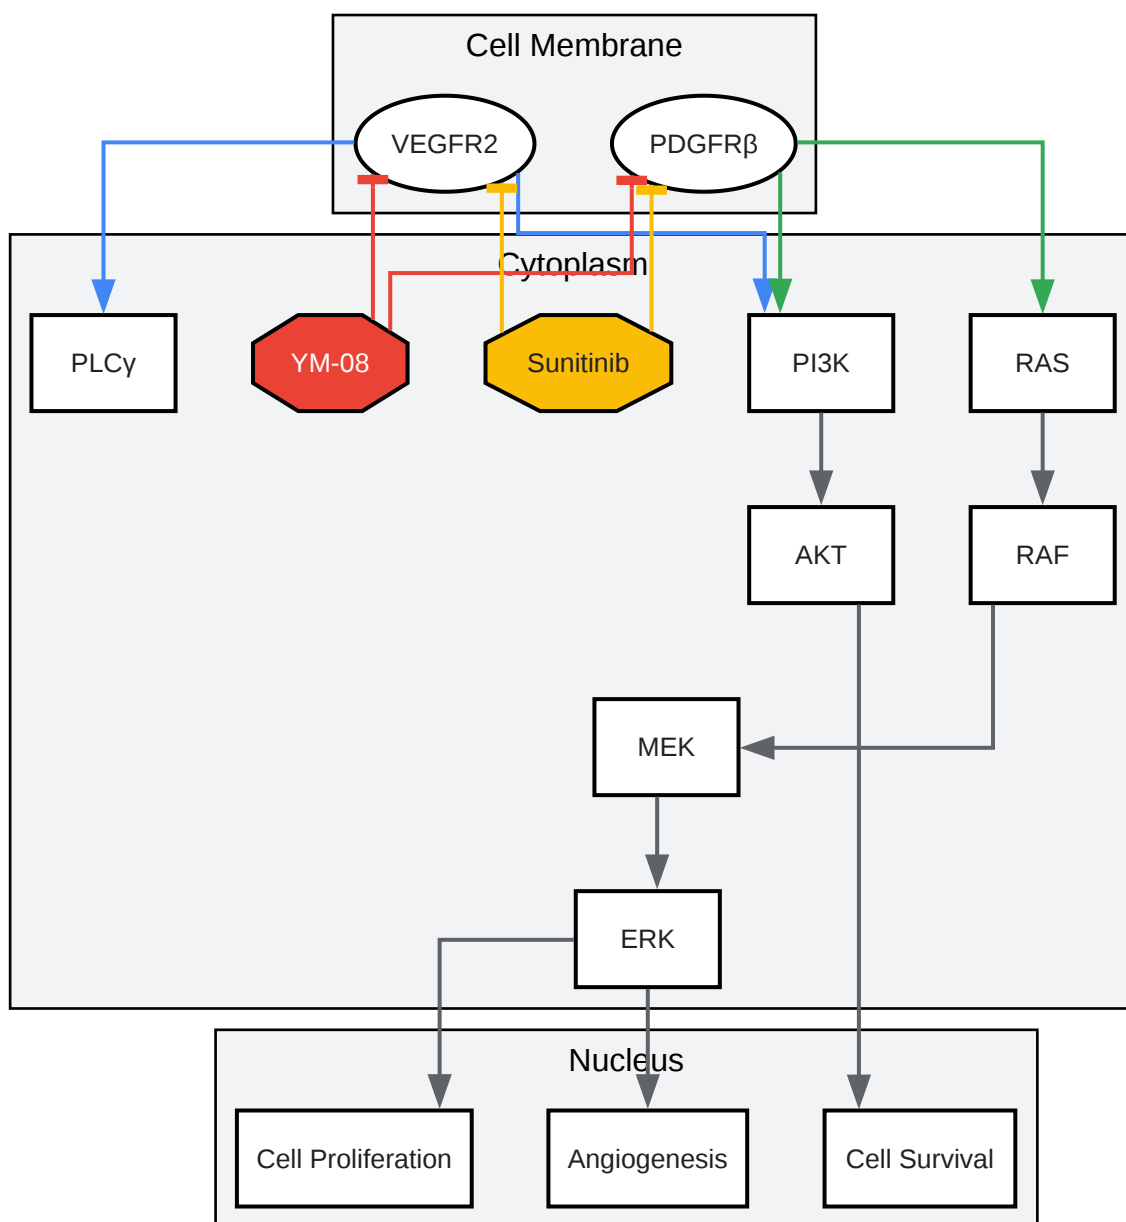 Cell Membrane
VEGFR2
PDGFRβ
Cytoplasm
PLCγ
YM-08
Sunitinib
PI3K
RAS
AKT
RAF
MEK
ERK
Nucleus
Cell Proliferation
Angiogenesis
Cell Survival